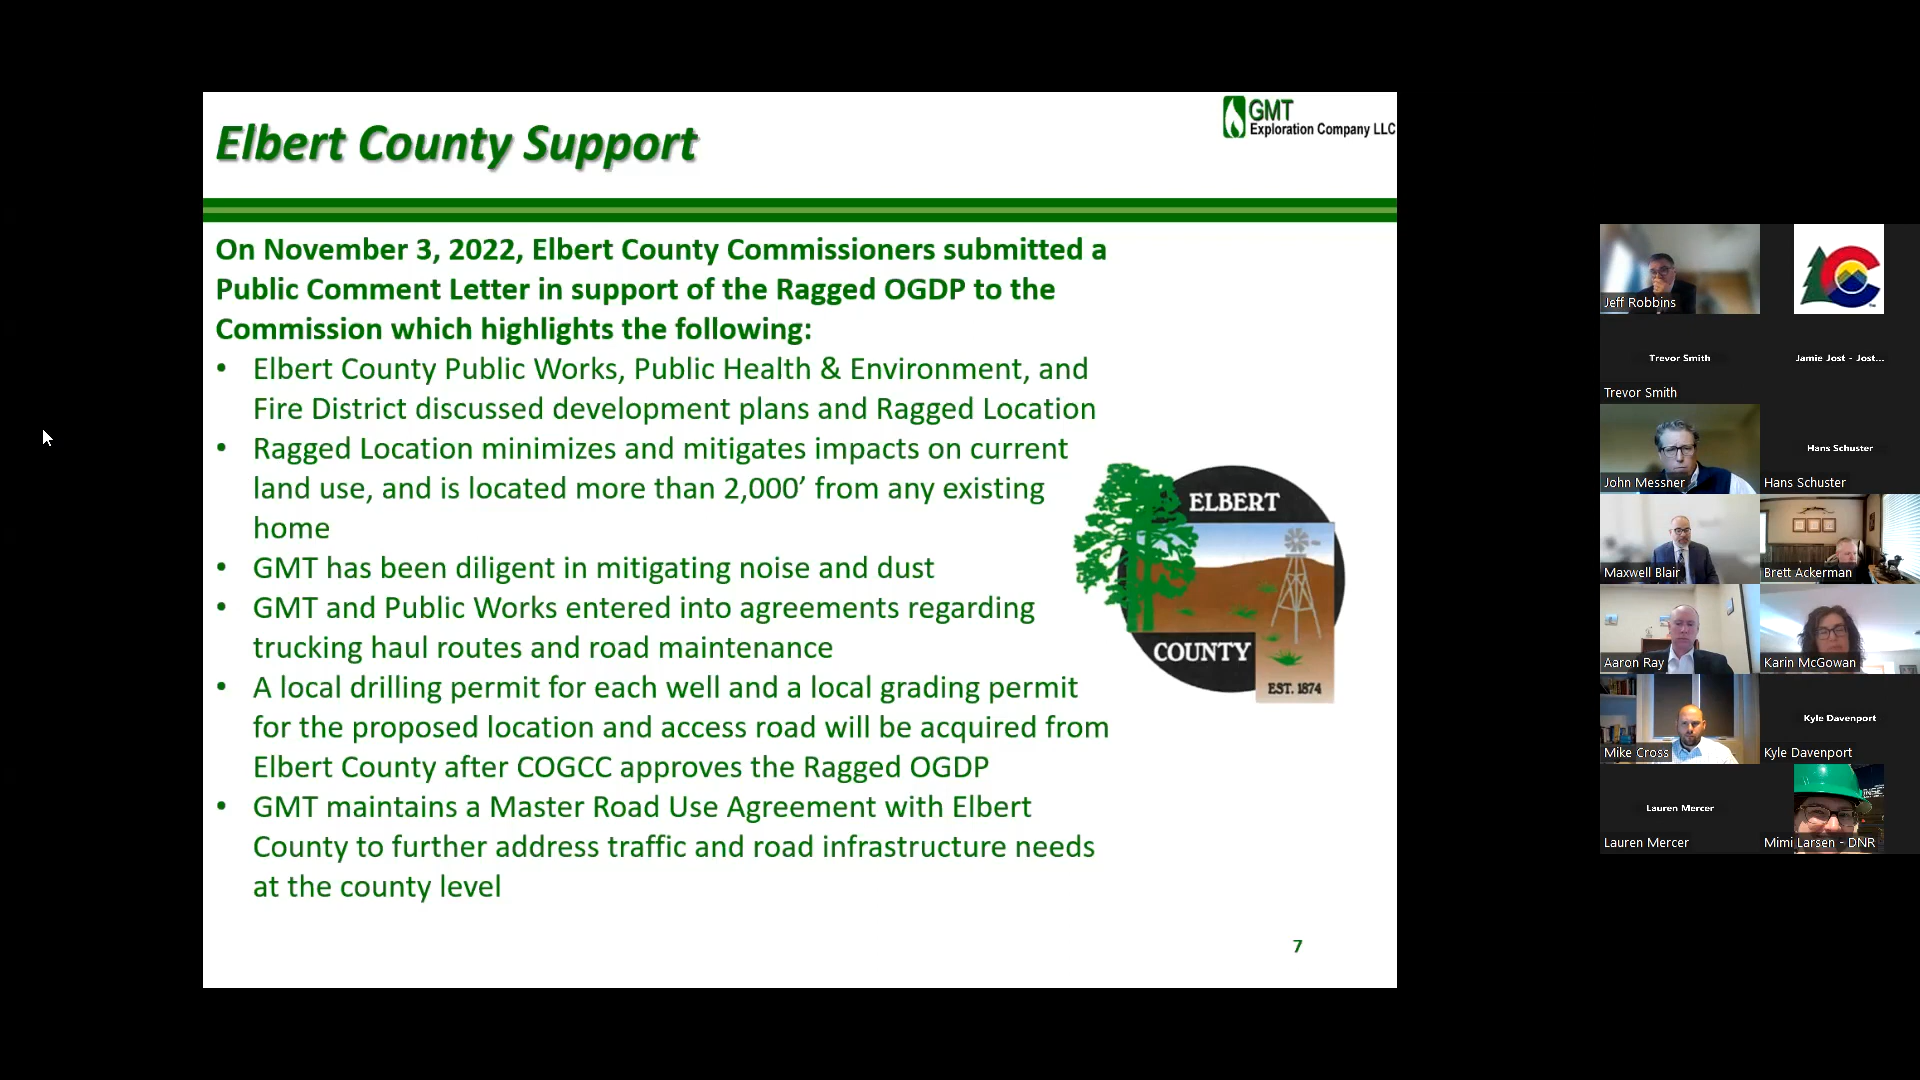 Elbert County Support
GMT
Exploration Company LLC
On November 3, 2022, Elbert County Commissioners submitted a
Public Comment Letter in support of the Ragged OGDP to the
Commission which highlights the following:
• Elbert County Public Works, Public Health & Environment, and
Fire District discussed development plans and Ragged Location
• Ragged Location minimizes and mitigates impacts on current
land use, and is located more than 2,000’ from any existing
home
• GMT has been diligent in mitigating noise and dust
• GMT and Public Works entered into agreements regarding
trucking haul routes and road maintenance
• A local drilling permit for each well and a local grading permit
for the proposed location and access road will be acquired from
Elbert County after COGCC approves the Ragged OGDP
• GMT maintains a Master Road Use Agreement with Elbert
County to further address traffic and road infrastructure needs
at the county level
ELBERT
COUNTY
EST. 1874
7
Jeff Robbins
Trevor Smith
Trevor Smith
Jamie Jost - Jost...
John Messner
Hans Schuster
Hans Schuster
Maxwell Blair
Brett Ackerman
Aaron Ray
Karin McGowan
Mike Cross
Kyle Davenport
Kyle Davenport
Lauren Mercer
Lauren Mercer
Mimi Larsen - DNR